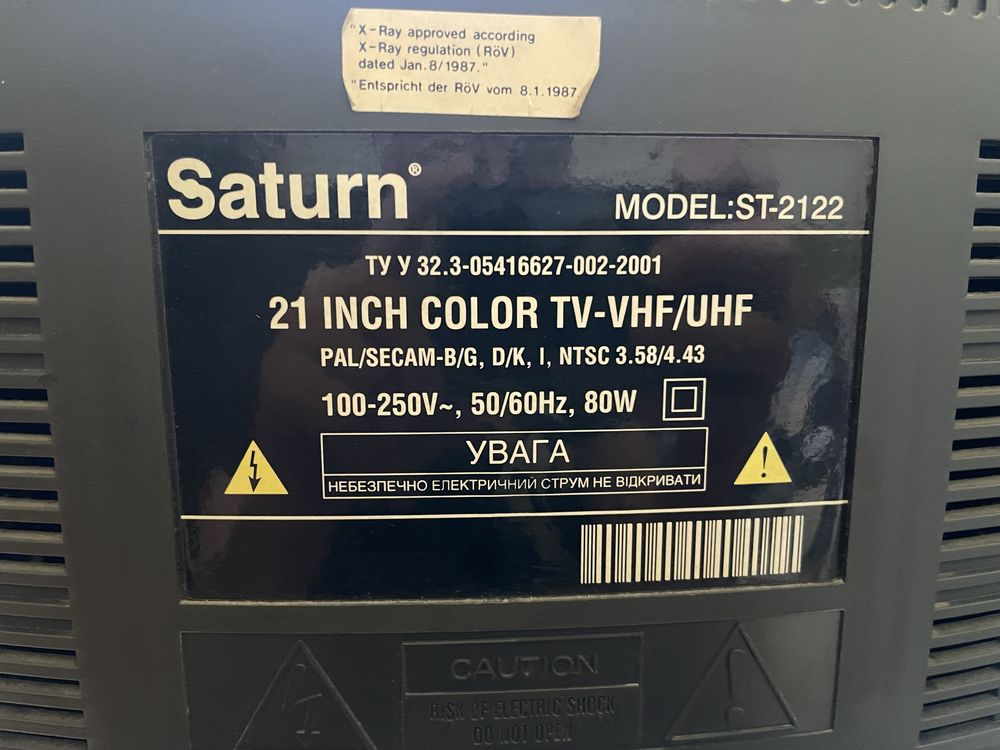 "X-Ray approved according
X-Ray regulation (RöV)
dated Jan.8/1987."
"Entspricht der RöV vom 8.1.1987
Saturn®
MODEL:ST-2122
ТУ У 32.3-05416627-002-2001
21 INCH COLOR TV-VHF/UHF
PAL/SECAM-B/G, D/K, I, NTSC 3.58/4.43
100-250V~, 50/60Hz, 80W
УВАГА
НЕБЕЗПЕЧНО ЕЛЕКТРИЧНИЙ СТРУМ НЕ ВІДКРИВАТИ
CAUTION
RISK OF ELECTRIC SHOCK
DO NOT OPEN